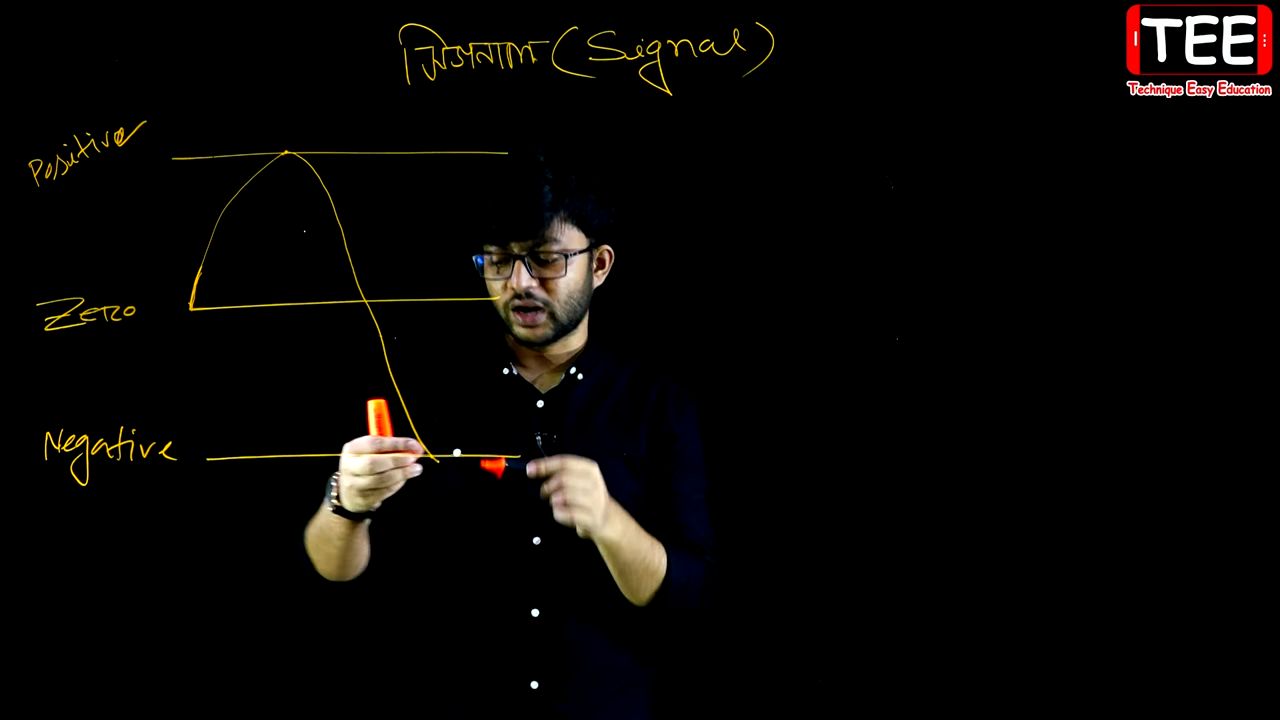 সিগনাল (Signal)
TEE
Technique Easy Education
Positive
Zero
Negative